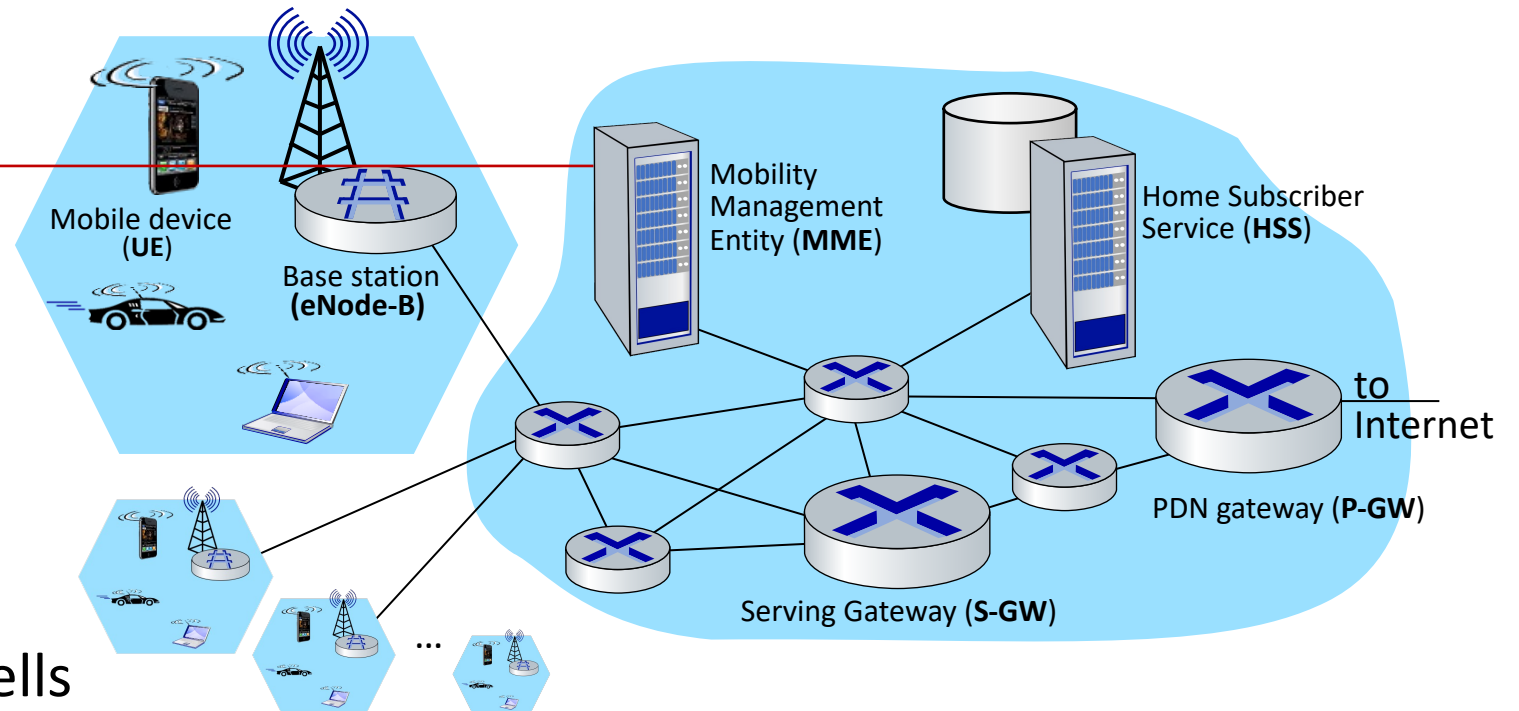 Mobile device
(UE)
Base station
(eNode-B)
Mobility
Management
Entity (MME)
Home Subscriber
Service (HSS)
to
Internet
PDN gateway (P-GW)
Serving Gateway (S-GW)
...
ells